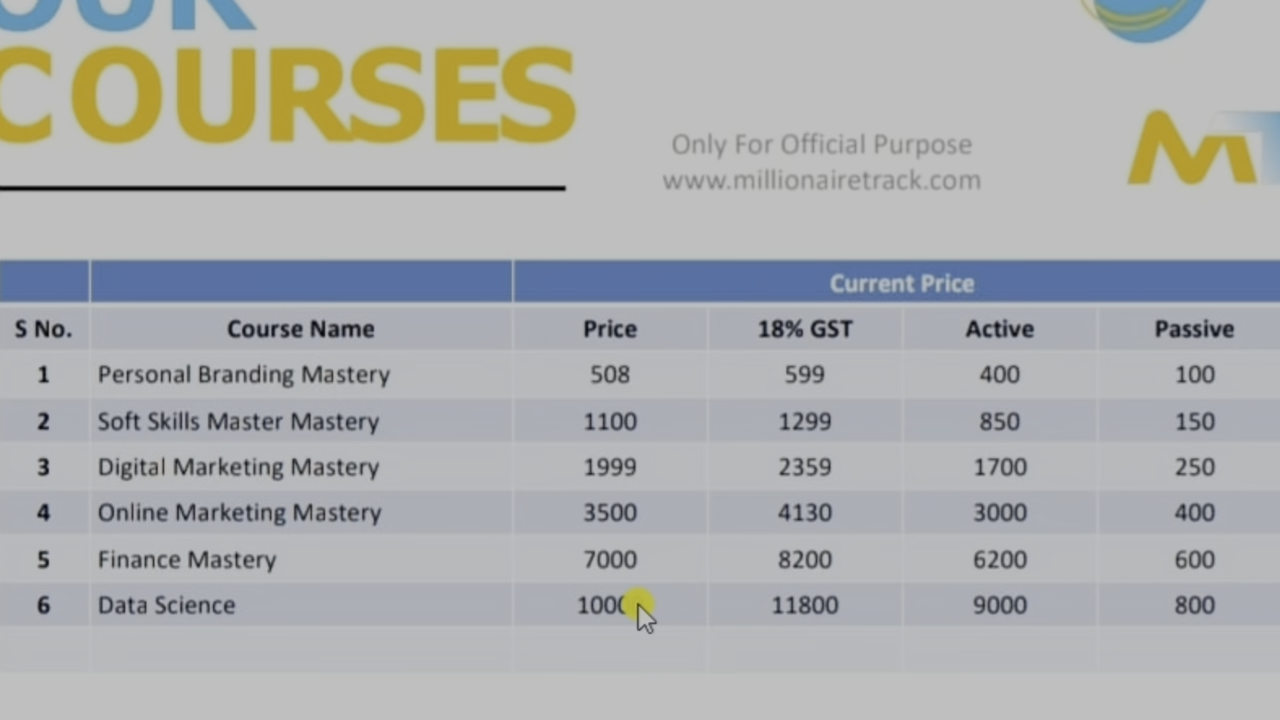 OUR
COURSES
Only For Official Purpose
www.millionairetrack.com
MT
Current Price
S No. Course Name Price 18% GST Active Passive
1 Personal Branding Mastery 508 599 400 100
2 Soft Skills Master Mastery 1100 1299 850 150
3 Digital Marketing Mastery 1999 2359 1700 250
4 Online Marketing Mastery 3500 4130 3000 400
5 Finance Mastery 7000 8200 6200 600
6 Data Science 11800 9000 800